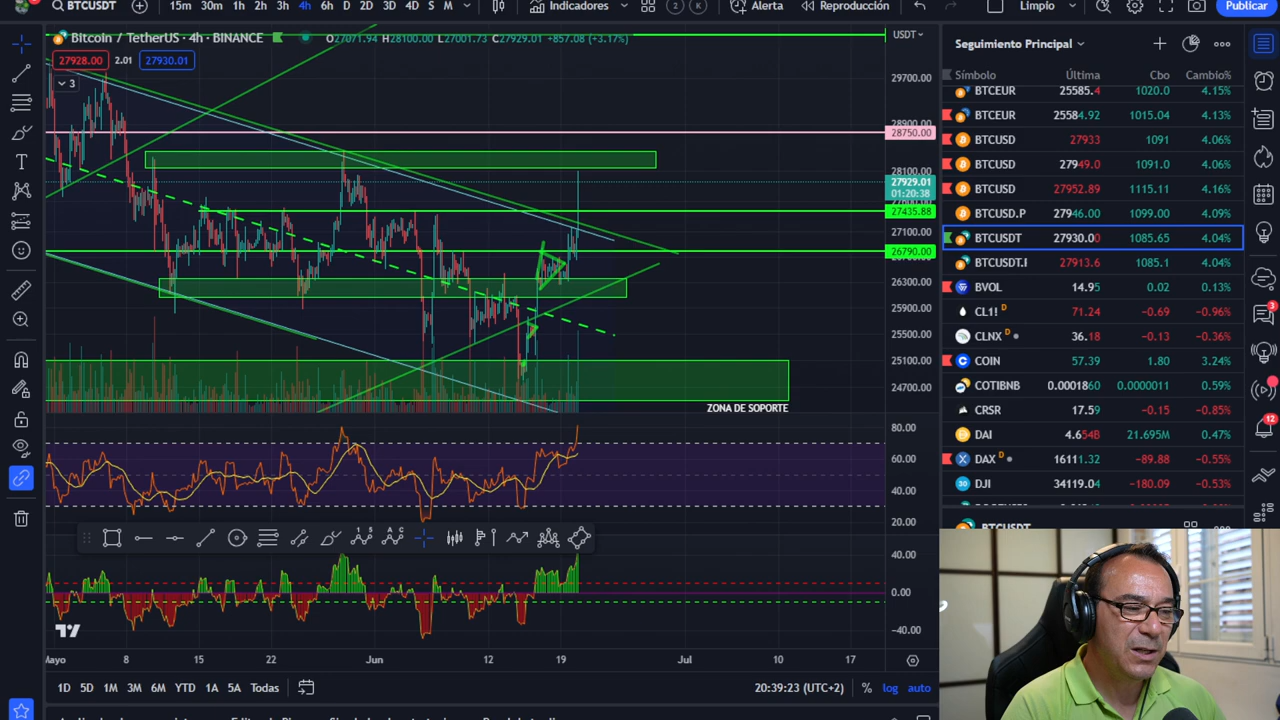 BTCUSDT
15m 30m 1h 2h 3h 4h 6h D 2D 3D 4D S M
Indicadores
2
Alerta
Reproducción
Limpio
Publicar
Bitcoin / TetherUS · 4h · BINANCE
O27071.94 H28100.00 L27001.73 C27929.01 +857.08 (+3.17%)
USDT
27928.00 2.01 27930.01
3
29700.00
28900.00
28750.00
28100.00
27929.01
01:20:38
27435.88
27100.00
26790.00
26300.00
25900.00
25500.00
25100.00
24700.00
ZONA DE SOPORTE
80.00
60.00
40.00
20.00
40.00
0.00
−40.00
Mayo 8 15 22 Jun 12 19 Jul 10 17
1D 5D 1M 3M 6M YTD 1A 5A Todas
20:39:23 (UTC+2) % log auto
Seguimiento Principal
Símbolo Última Cbo Cambio%
BTCEUR 25585.4 1020.0 4.15%
BTCEUR 25584.92 1015.04 4.13%
BTCUSD 27933 1091 4.06%
BTCUSD 27949.0 1091.0 4.06%
BTCUSD 27952.89 1115.11 4.16%
BTCUSD.P 27946.00 1099.00 4.09%
BTCUSDT 27930.00 1085.65 4.04%
BTCUSDT.I 27913.6 1085.1 4.04%
BVOL 14.95 0.02 0.13%
CL1! D 71.24 −0.69 −0.96%
CLNX D 36.18 −0.13 −0.36%
COIN 57.39 1.80 3.24%
COTIBNB 0.0001860 0.0000011 0.59%
CRSR 17.59 −0.15 −0.85%
DAI 4.654B 21.695M 0.47%
DAX D 16111.32 −89.88 −0.55%
DJI 34119.04 −180.09 −0.53%
BTCUSDT
3
12